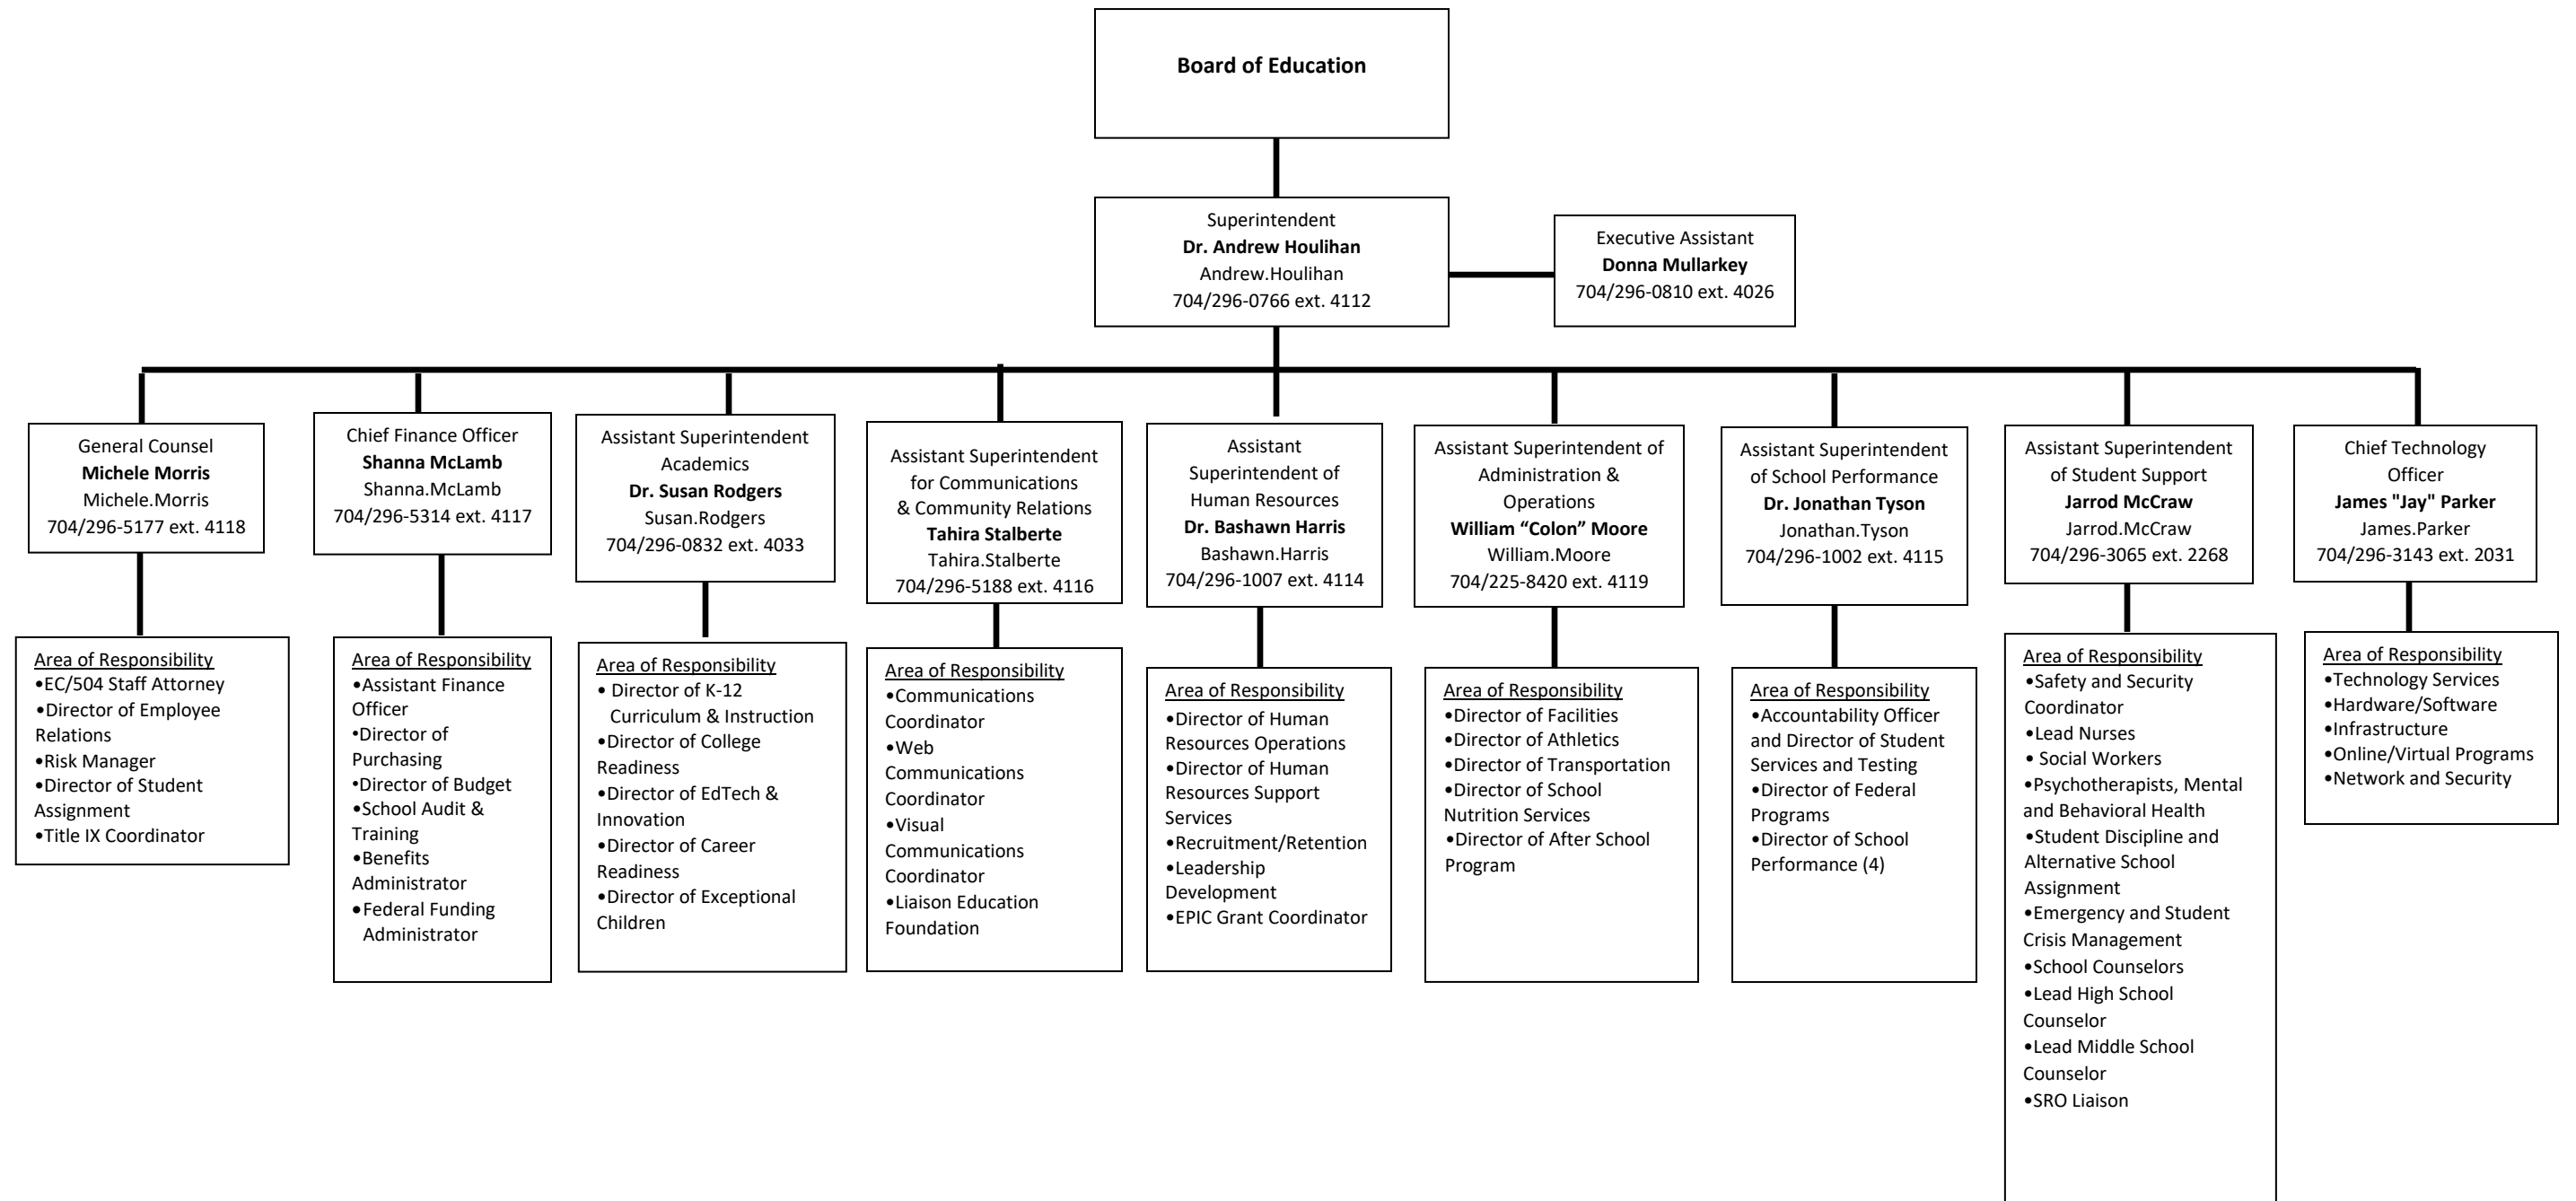 Board of Education
Superintendent
Dr. Andrew Houlihan
Andrew.Houlihan
704/296-0766 ext. 4112
Executive Assistant
Donna Mullarkey
704/296-0810 ext. 4026
General Counsel
Michele Morris
Michele.Morris
704/296-5177 ext. 4118
Chief Finance Officer
Shanna McLamb
Shanna.McLamb
704/296-5314 ext. 4117
Assistant Superintendent
Academics
Dr. Susan Rodgers
Susan.Rodgers
704/296-0832 ext. 4033
Assistant Superintendent
for Communications
& Community Relations
Tahira Stalberte
Tahira.Stalberte
704/296-5188 ext. 4116
Assistant
Superintendent of
Human Resources
Dr. Bashawn Harris
Bashawn.Harris
704/296-1007 ext. 4114
Assistant Superintendent of
Administration &
Operations
William “Colon” Moore
William.Moore
704/225-8420 ext. 4119
Assistant Superintendent
of School Performance
Dr. Jonathan Tyson
Jonathan.Tyson
704/296-1002 ext. 4115
Assistant Superintendent
of Student Support
Jarrod McCraw
Jarrod.McCraw
704/296-3065 ext. 2268
Chief Technology
Officer
James "Jay" Parker
James.Parker
704/296-3143 ext. 2031
Area of Responsibility
•EC/504 Staff Attorney
•Director of Employee
Relations
•Risk Manager
•Director of Student
Assignment
•Title IX Coordinator
Area of Responsibility
•Assistant Finance
Officer
•Director of
Purchasing
•Director of Budget
•School Audit &
Training
•Benefits
Administrator
•Federal Funding
Administrator
Area of Responsibility
• Director of K-12
Curriculum & Instruction
•Director of College
Readiness
•Director of EdTech &
Innovation
•Director of Career
Readiness
•Director of Exceptional
Children
Area of Responsibility
•Communications
Coordinator
•Web
Communications
Coordinator
•Visual
Communications
Coordinator
•Liaison Education
Foundation
Area of Responsibility
•Director of Human
Resources Operations
•Director of Human
Resources Support
Services
•Recruitment/Retention
•Leadership
Development
•EPIC Grant Coordinator
Area of Responsibility
•Director of Facilities
•Director of Athletics
•Director of Transportation
•Director of School
Nutrition Services
•Director of After School
Program
Area of Responsibility
•Accountability Officer
and Director of Student
Services and Testing
•Director of Federal
Programs
•Director of School
Performance (4)
Area of Responsibility
•Safety and Security
Coordinator
•Lead Nurses
• Social Workers
•Psychotherapists, Mental
and Behavioral Health
•Student Discipline and
Alternative School
Assignment
•Emergency and Student
Crisis Management
•School Counselors
•Lead High School
Counselor
•Lead Middle School
Counselor
•SRO Liaison
Area of Responsibility
•Technology Services
•Hardware/Software
•Infrastructure
•Online/Virtual Programs
•Network and Security